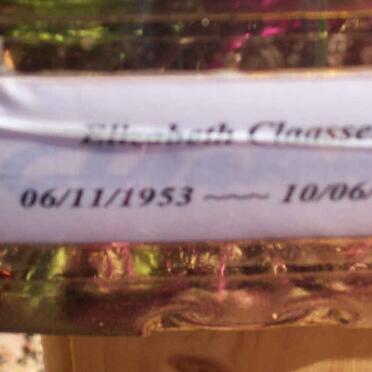 Elizabeth Claasse
06/11/1953 ~~~ 10/06/